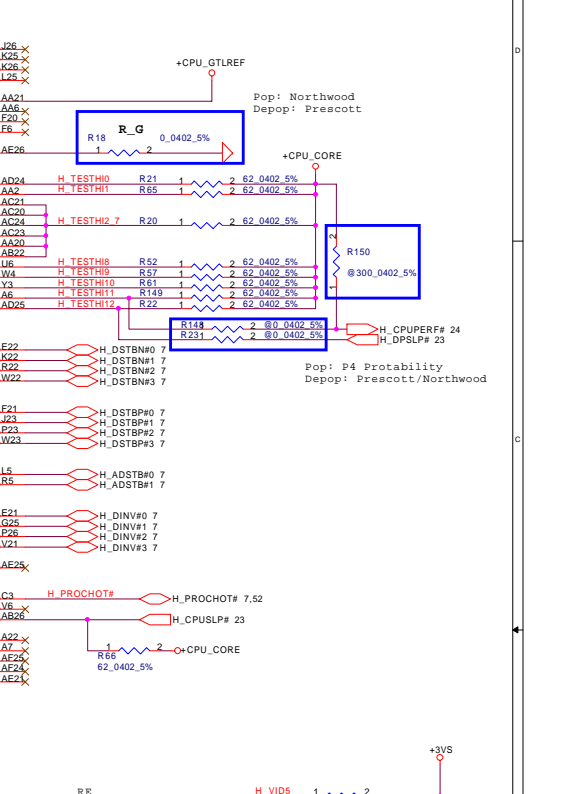 J26
K25
K26
L25
D
+CPU_GTLREF
AA21
AA6
F20
F6
Pop: Northwood
Depop: Prescott
R_G
R18 0_0402_5%
1 2
AE26
+CPU_CORE
AD24 H_TESTHI0 R21 1 2 62_0402_5%
AA2 H_TESTHI1 R65 1 2 62_0402_5%
AC21
AC20
AC24 H_TESTHI2_7 R20 1 2 62_0402_5%
AC23
AA20
AB22
2
R150
@300_0402_5%
1
U6 H_TESTHI8 R52 1 2 62_0402_5%
W4 H_TESTHI9 R57 1 2 62_0402_5%
Y3 H_TESTHI10 R61 1 2 62_0402_5%
A6 H_TESTHI11 R149 1 2 62_0402_5%
AD25 H_TESTHI12 R22 1 2 62_0402_5%
R148 1 2 @0_0402_5% H_CPUPERF# 24
R23 1 2 @0_0402_5% H_DPSLP# 23
E22 H_DSTBN#0 7
K22 H_DSTBN#1 7
R22 H_DSTBN#2 7
W22 H_DSTBN#3 7
Pop: P4 Protability
Depop: Prescott/Northwood
F21 H_DSTBP#0 7
J23 H_DSTBP#1 7
P23 H_DSTBP#2 7
W23 H_DSTBP#3 7
C
L5 H_ADSTB#0 7
R5 H_ADSTB#1 7
E21 H_DINV#0 7
G25 H_DINV#1 7
P26 H_DINV#2 7
V21 H_DINV#3 7
AE25
C3 H_PROCHOT# H_PROCHOT# 7,52
V6
AB26 H_CPUSLP# 23
A22
A7
AF25
AF24
AE21
1 2 +CPU_CORE
R66
62_0402_5%
+3VS
RE H_VID5 1 2